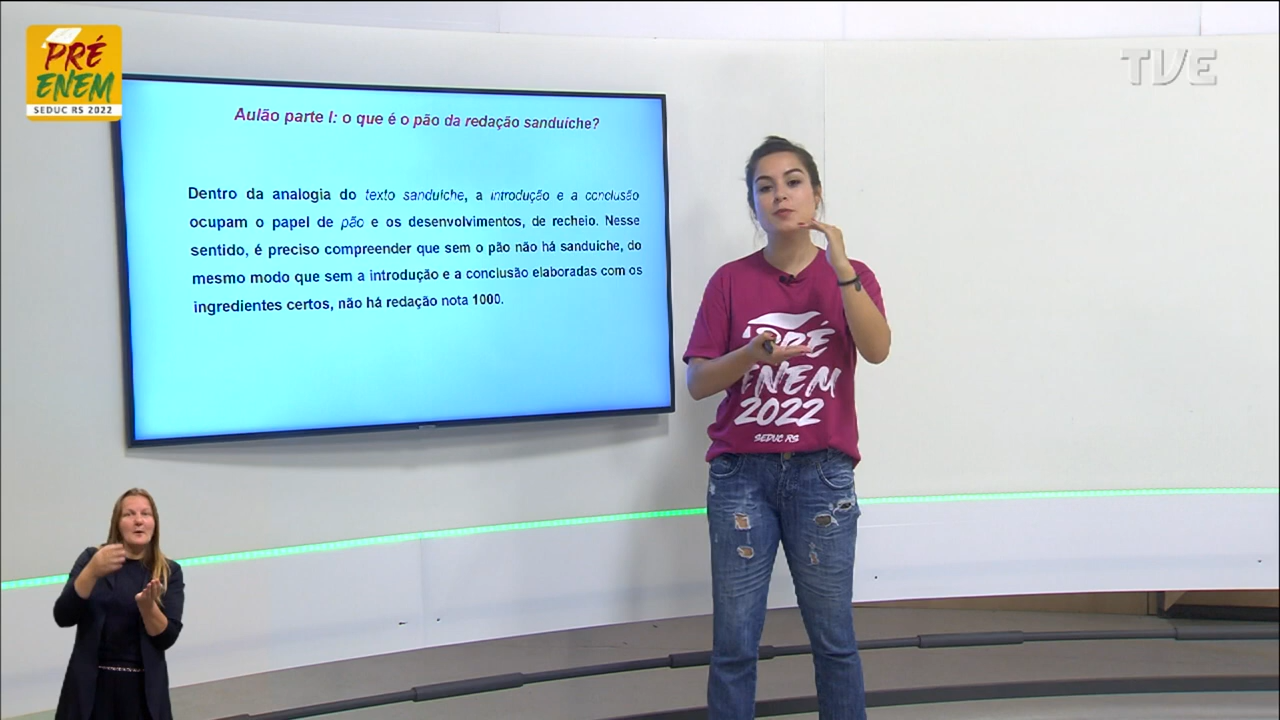 PRÉ
ENEM
SEDUC RS 2022
TVE
Aulão parte I: o que é o pão da redação sanduíche?
Dentro da analogia do texto sanduíche, a introdução e a conclusão
ocupam o papel de pão e os desenvolvimentos, de recheio. Nesse
sentido, é preciso compreender que sem o pão não há sanduiche, do
mesmo modo que sem a introdução e a conclusão elaboradas com os
ingredientes certos, não há redação nota 1000.
PRÉ
ENEM
2022
SEDUC RS